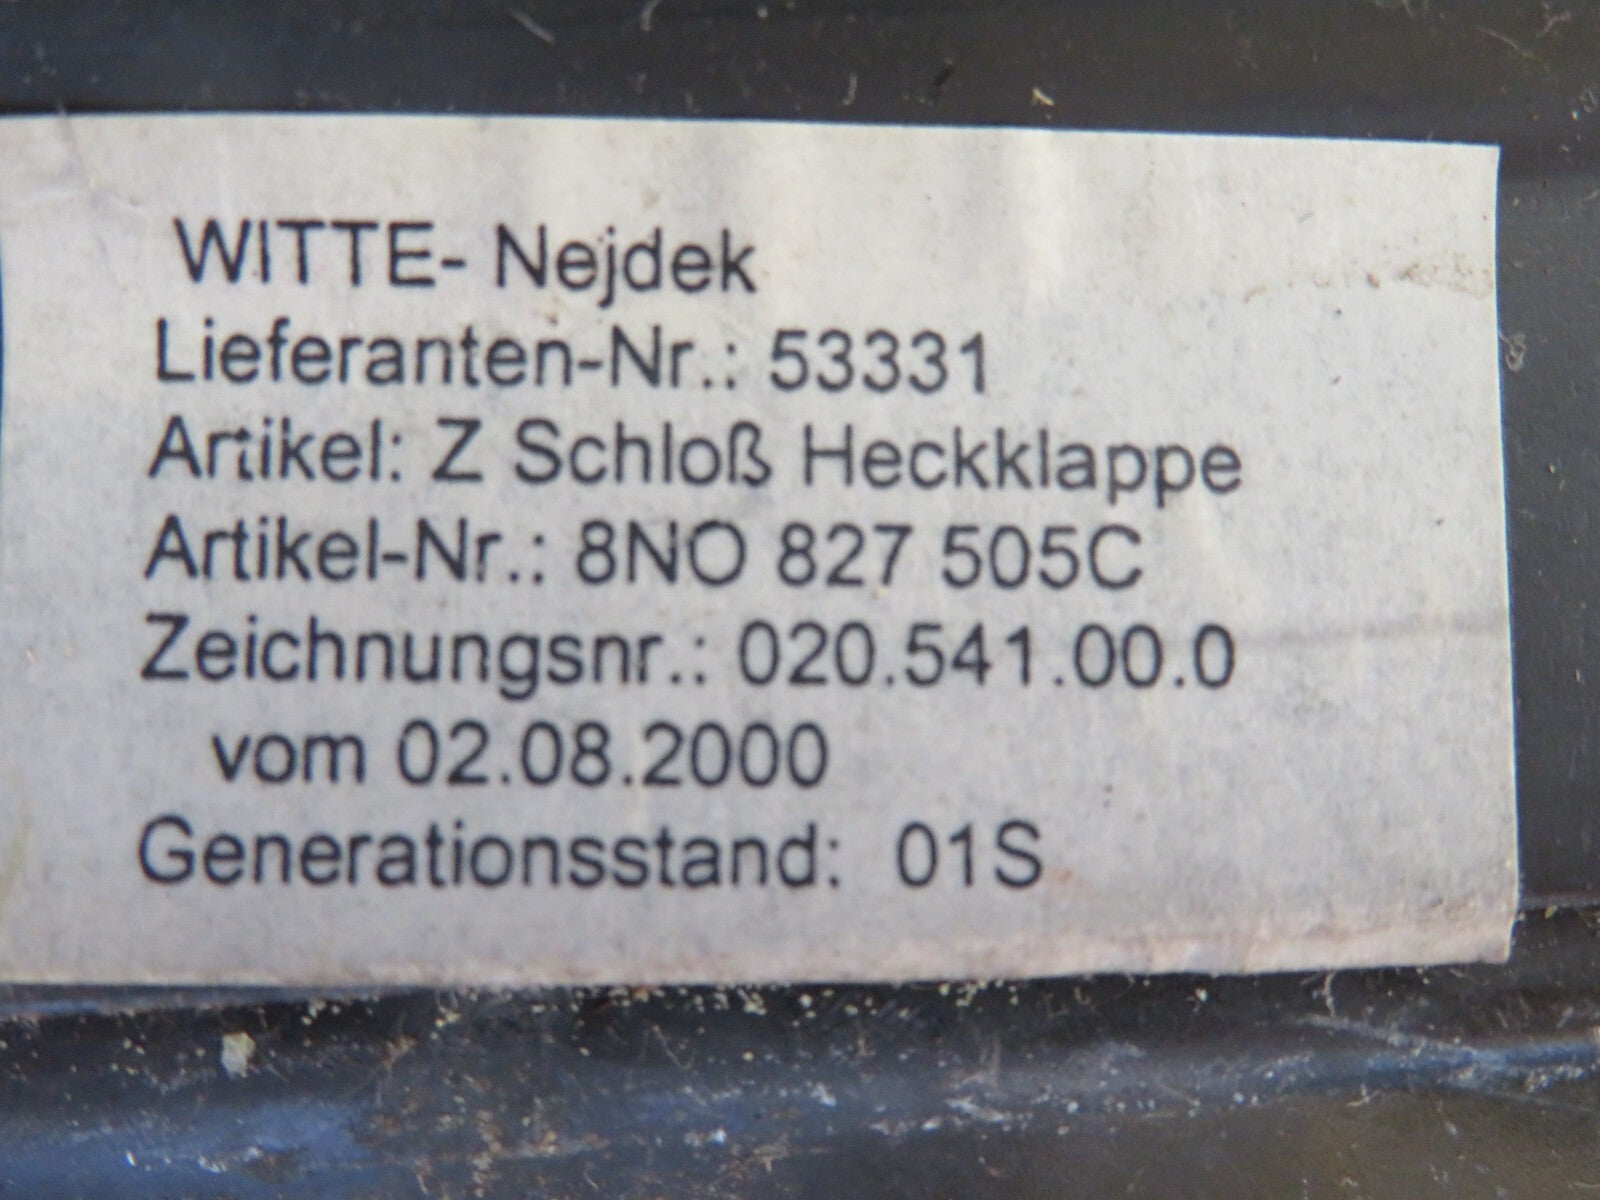 WITTE- Nejdek
Lieferanten-Nr.: 53331
Artikel: Z Schloß Heckklappe
Artikel-Nr.: 8NO 827 505C
Zeichnungsnr.: 020.541.00.0
vom 02.08.2000
Generationsstand: 01S